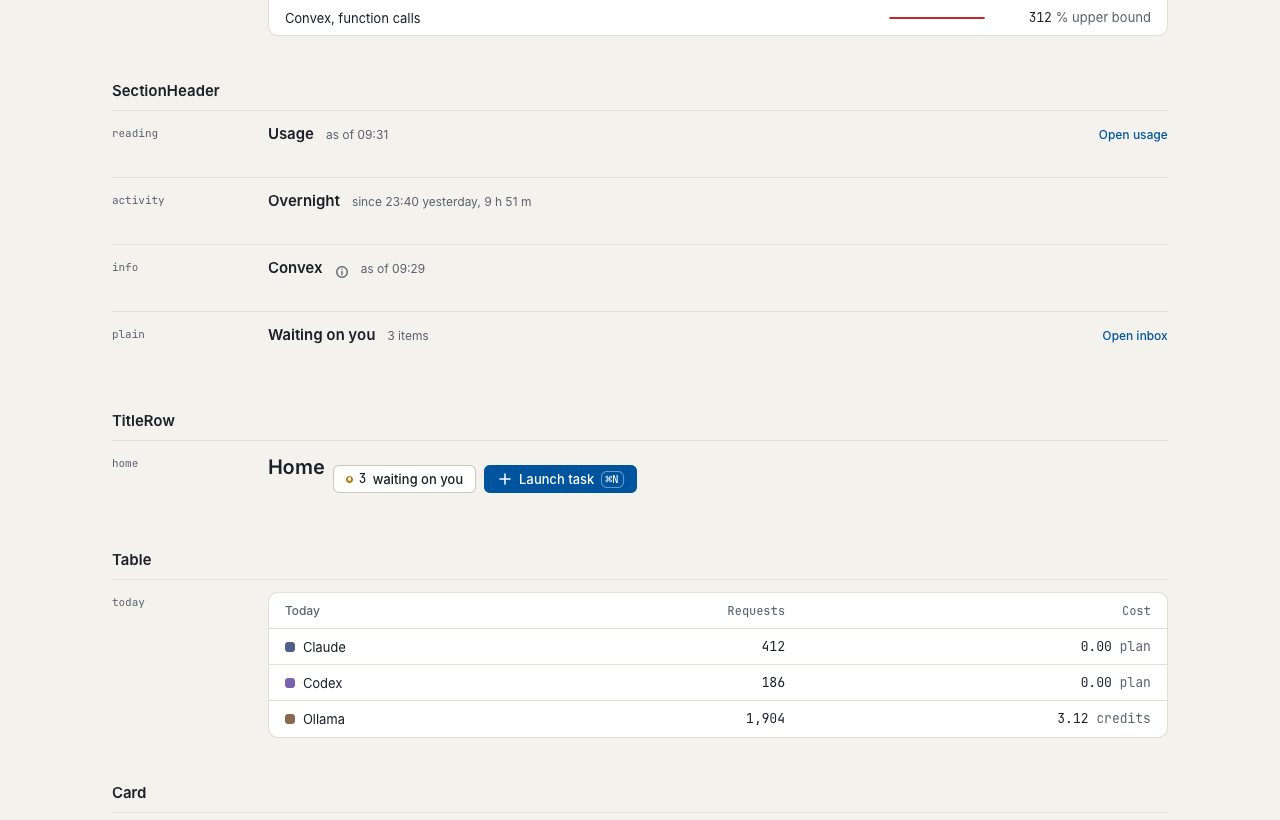 Convex, function calls 312 % upper bound
SectionHeader
reading Usage as of 09:31 Open usage
activity Overnight since 23:40 yesterday, 9 h 51 m
info Convex as of 09:29
plain Waiting on you 3 items Open inbox
TitleRow
home Home 3 waiting on you Launch task ⌘N
Table
today Today Requests Cost
Claude 412 0.00 plan
Codex 186 0.00 plan
Ollama 1,904 3.12 credits
Card